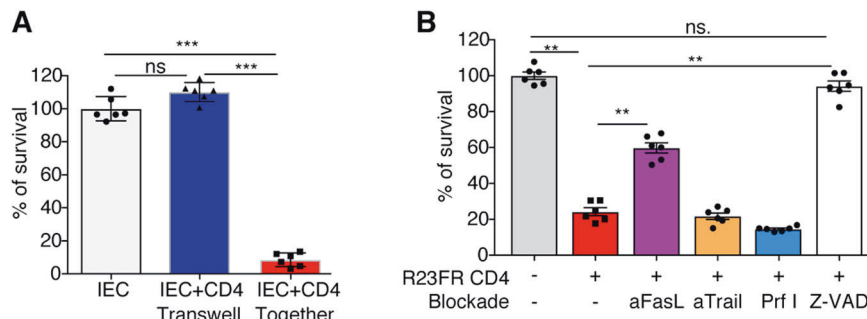 A
***
ns
***
120
100
80
60
40
20
0
% of survival
IEC
IEC+CD4
IEC+CD4
Transwell
Together
B
ns.
**
**
**
120
100
80
60
40
20
0
% of survival
R23FR CD4 - + + + + +
Blockade - - aFasL aTrail Prf I Z-VAD